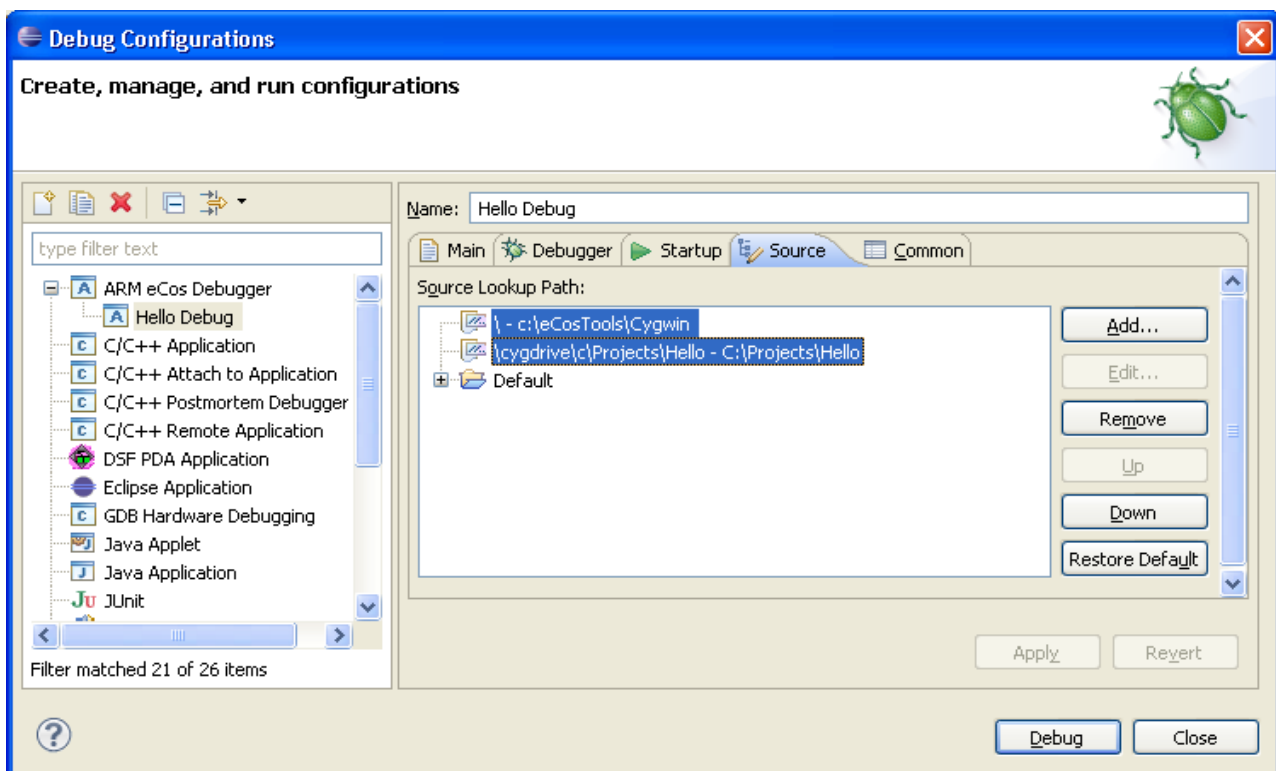 Debug Configurations
Create, manage, and run configurations
type filter text
ARM eCos Debugger
Hello Debug
C/C++ Application
C/C++ Attach to Application
C/C++ Postmortem Debugger
C/C++ Remote Application
DSF PDA Application
Eclipse Application
GDB Hardware Debugging
Java Applet
Java Application
JUnit
Filter matched 21 of 26 items
Name: Hello Debug
Main Debugger Startup Source Common
Source Lookup Path:
\ - c:\eCosTools\Cygwin
\cygdrive\c\Projects\Hello - C:\Projects\Hello
Default
Add...
Edit...
Remove
Up
Down
Restore Default
Apply Revert
Debug Close